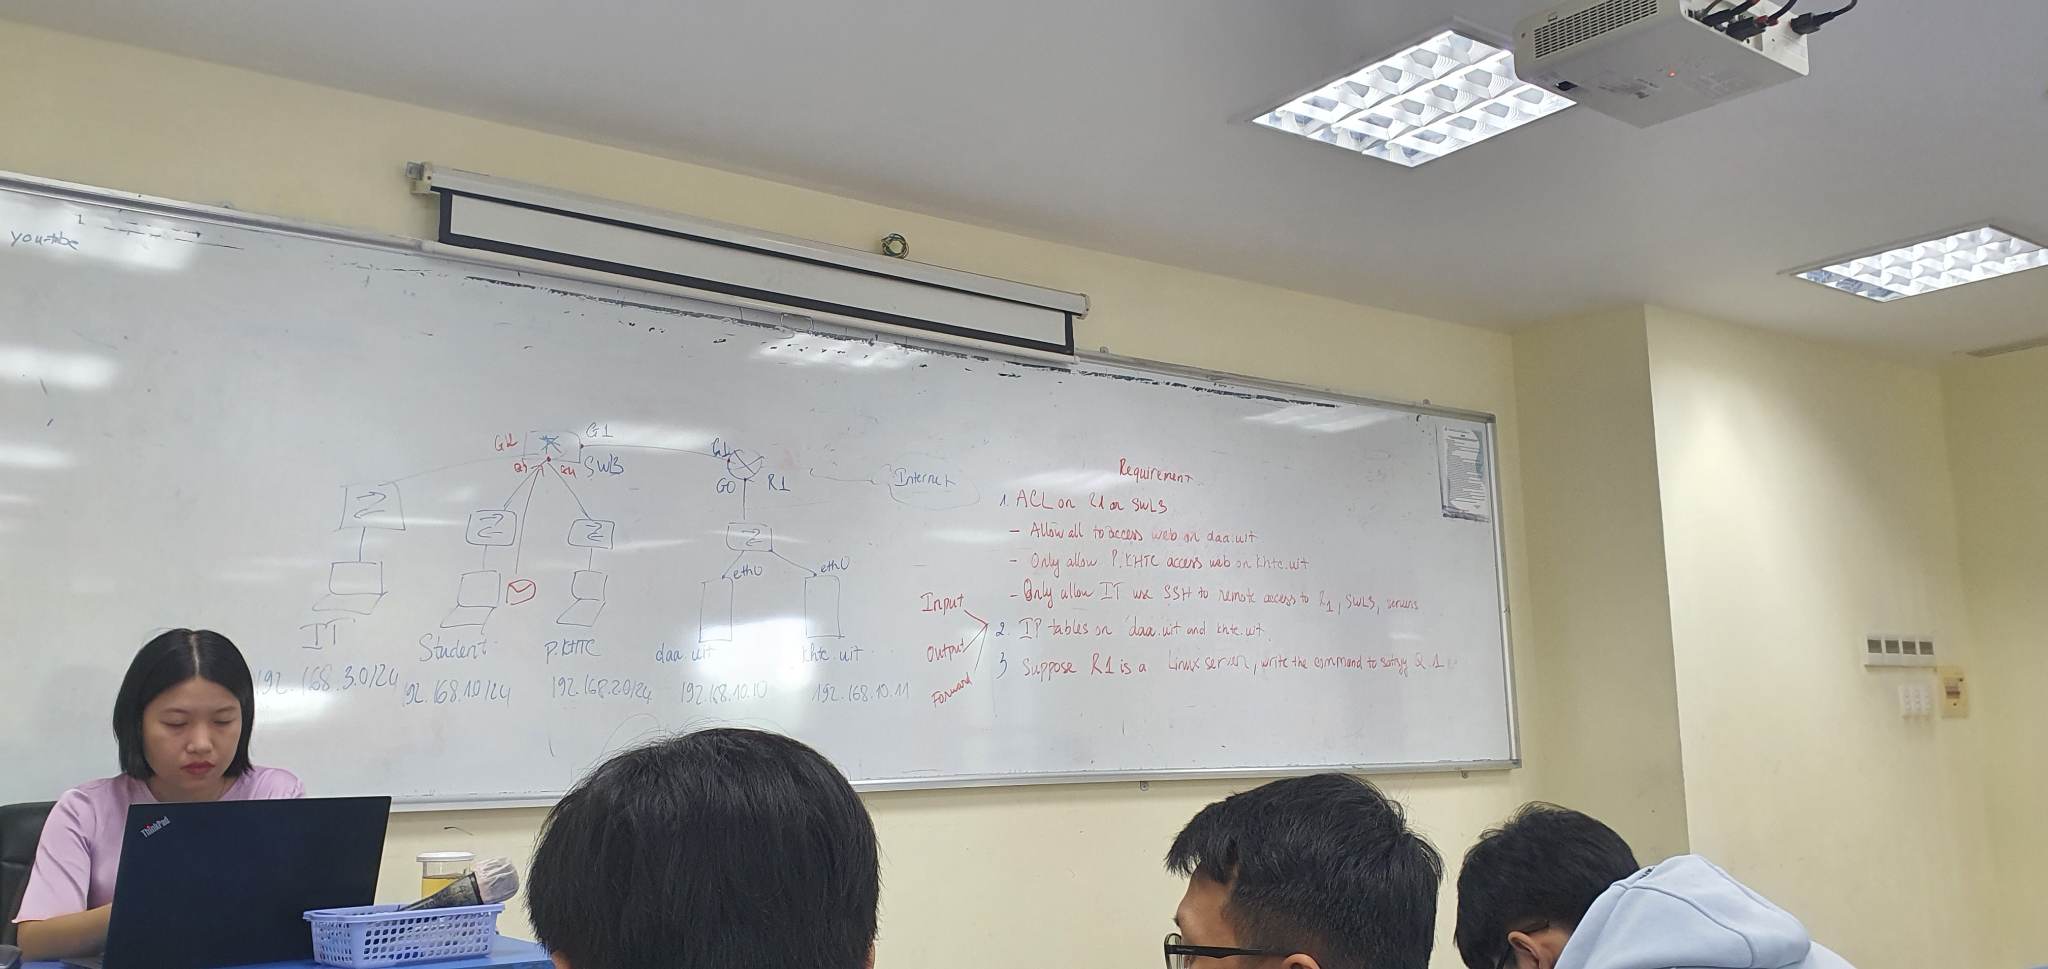 youtube
G2
G1
G3
G4
SWL3
G1
G0
R1
Internet
eth0
eth0
IT
Student
P.KHTC
daa.uit
khtc.uit
192.168.3.0/24
192.168.1.0/24
192.168.2.0/24
192.168.10.10
192.168.10.11
Requirement
1. ACL on R1 or SWL3
- Allow all to access web on daa.uit
- Only allow P.KHTC access web on khtc.uit
- Only allow IT use SSH to remote access to R1, SWL3, servers
Input
Output
Forward
2. IP tables on daa.uit and khtc.uit.
3 Suppose R1 is a Linux server, write the command to satisfy Q.1
ThinkPad